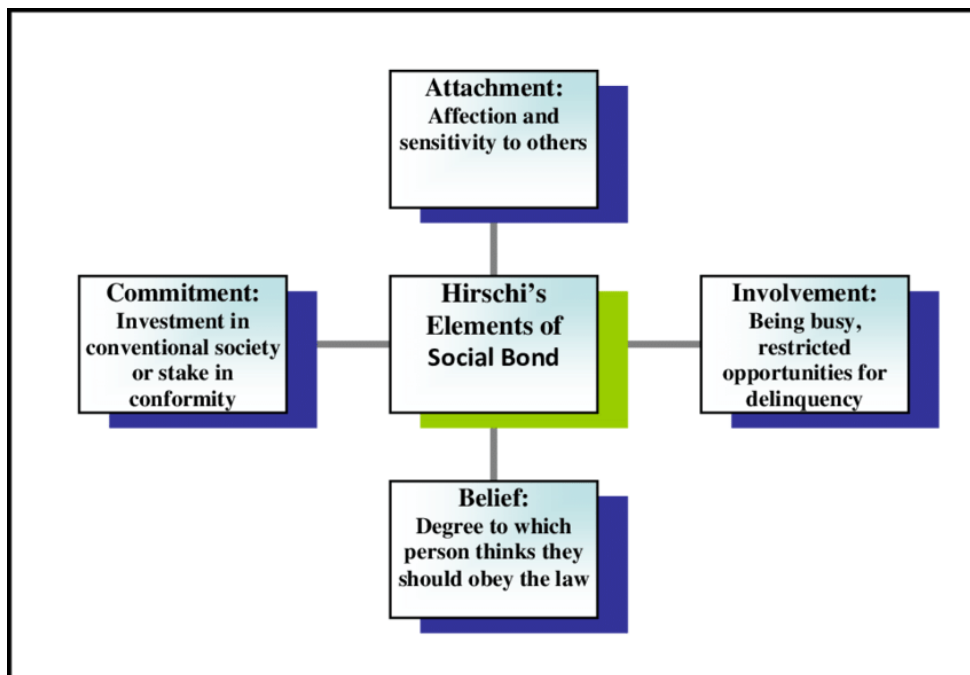 Attachment:
Affection and
sensitivity to others
Commitment:
Investment in
conventional society
or stake in
conformity
Hirschi's
Elements of
Social Bond
Involvement:
Being busy,
restricted
opportunities for
delinquency
Belief:
Degree to which
person thinks they
should obey the law